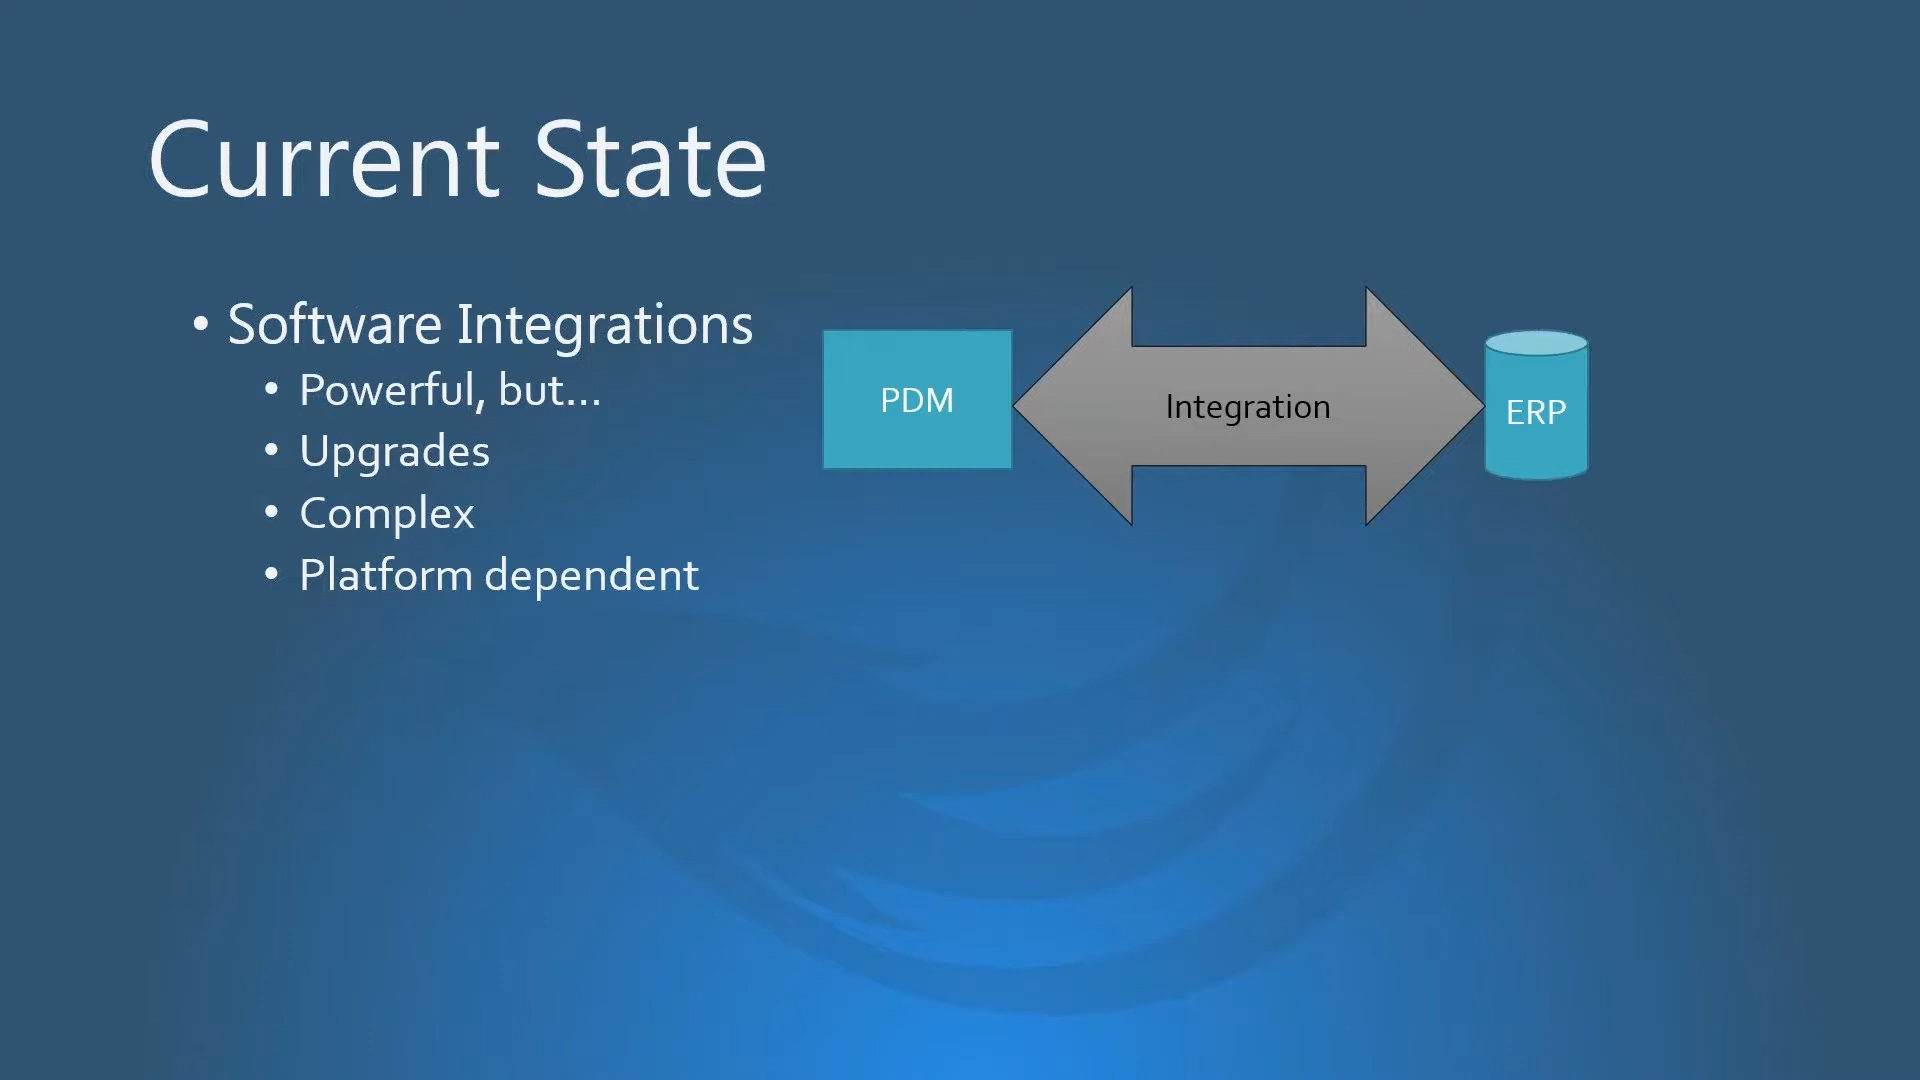 Current State
• Software Integrations
• Powerful, but...
• Upgrades
• Complex
• Platform dependent
PDM
Integration
ERP